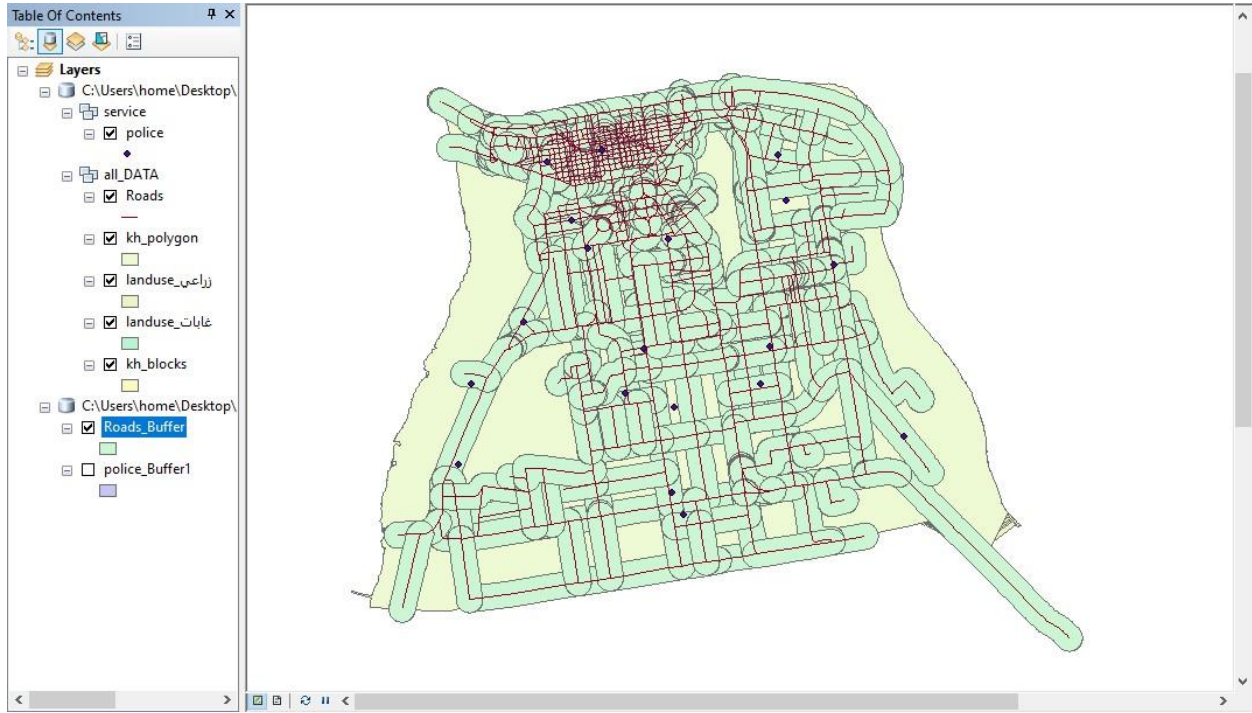 Table Of Contents
Layers
C:\Users\home\Desktop\
service
police
all_DATA
Roads
kh_polygon
landuse_زراعي
landuse_غابات
kh_blocks
C:\Users\home\Desktop\
Roads_Buffer
police_Buffer1